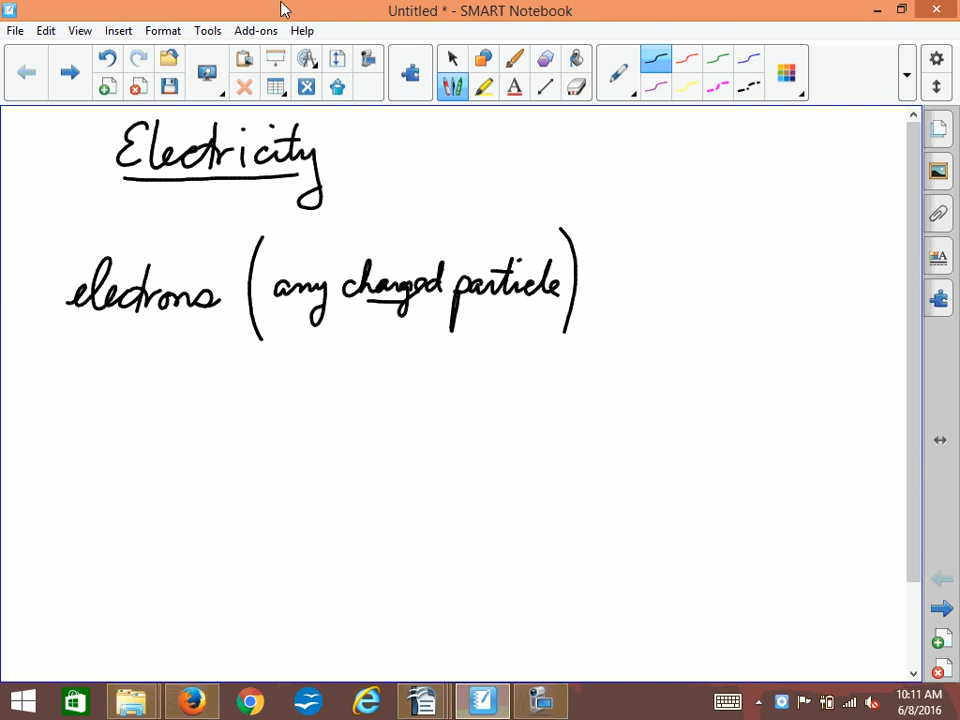 Untitled * - SMART Notebook
File Edit View Insert Format Tools Add-ons Help
Electricity
electrons (any charged particle)
10:11 AM
6/8/2016